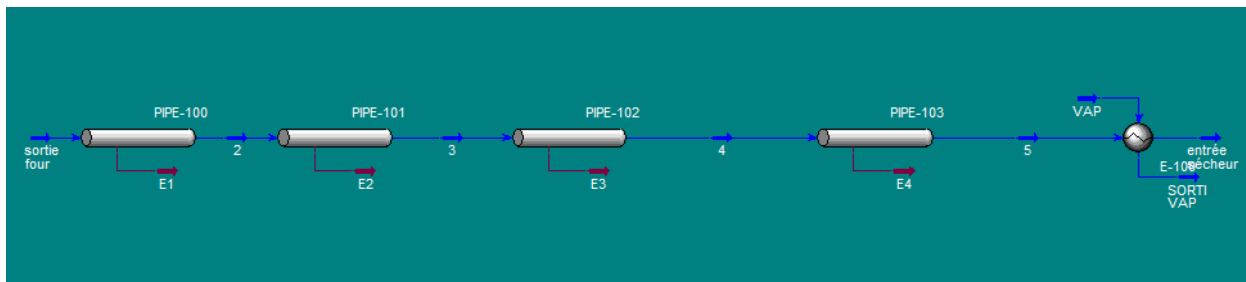 PIPE-100
PIPE-101
PIPE-102
PIPE-103
VAP
sortie
four
2
3
4
5
entrée
sécheur
E1
E2
E3
E4
E-100
SORTI
VAP